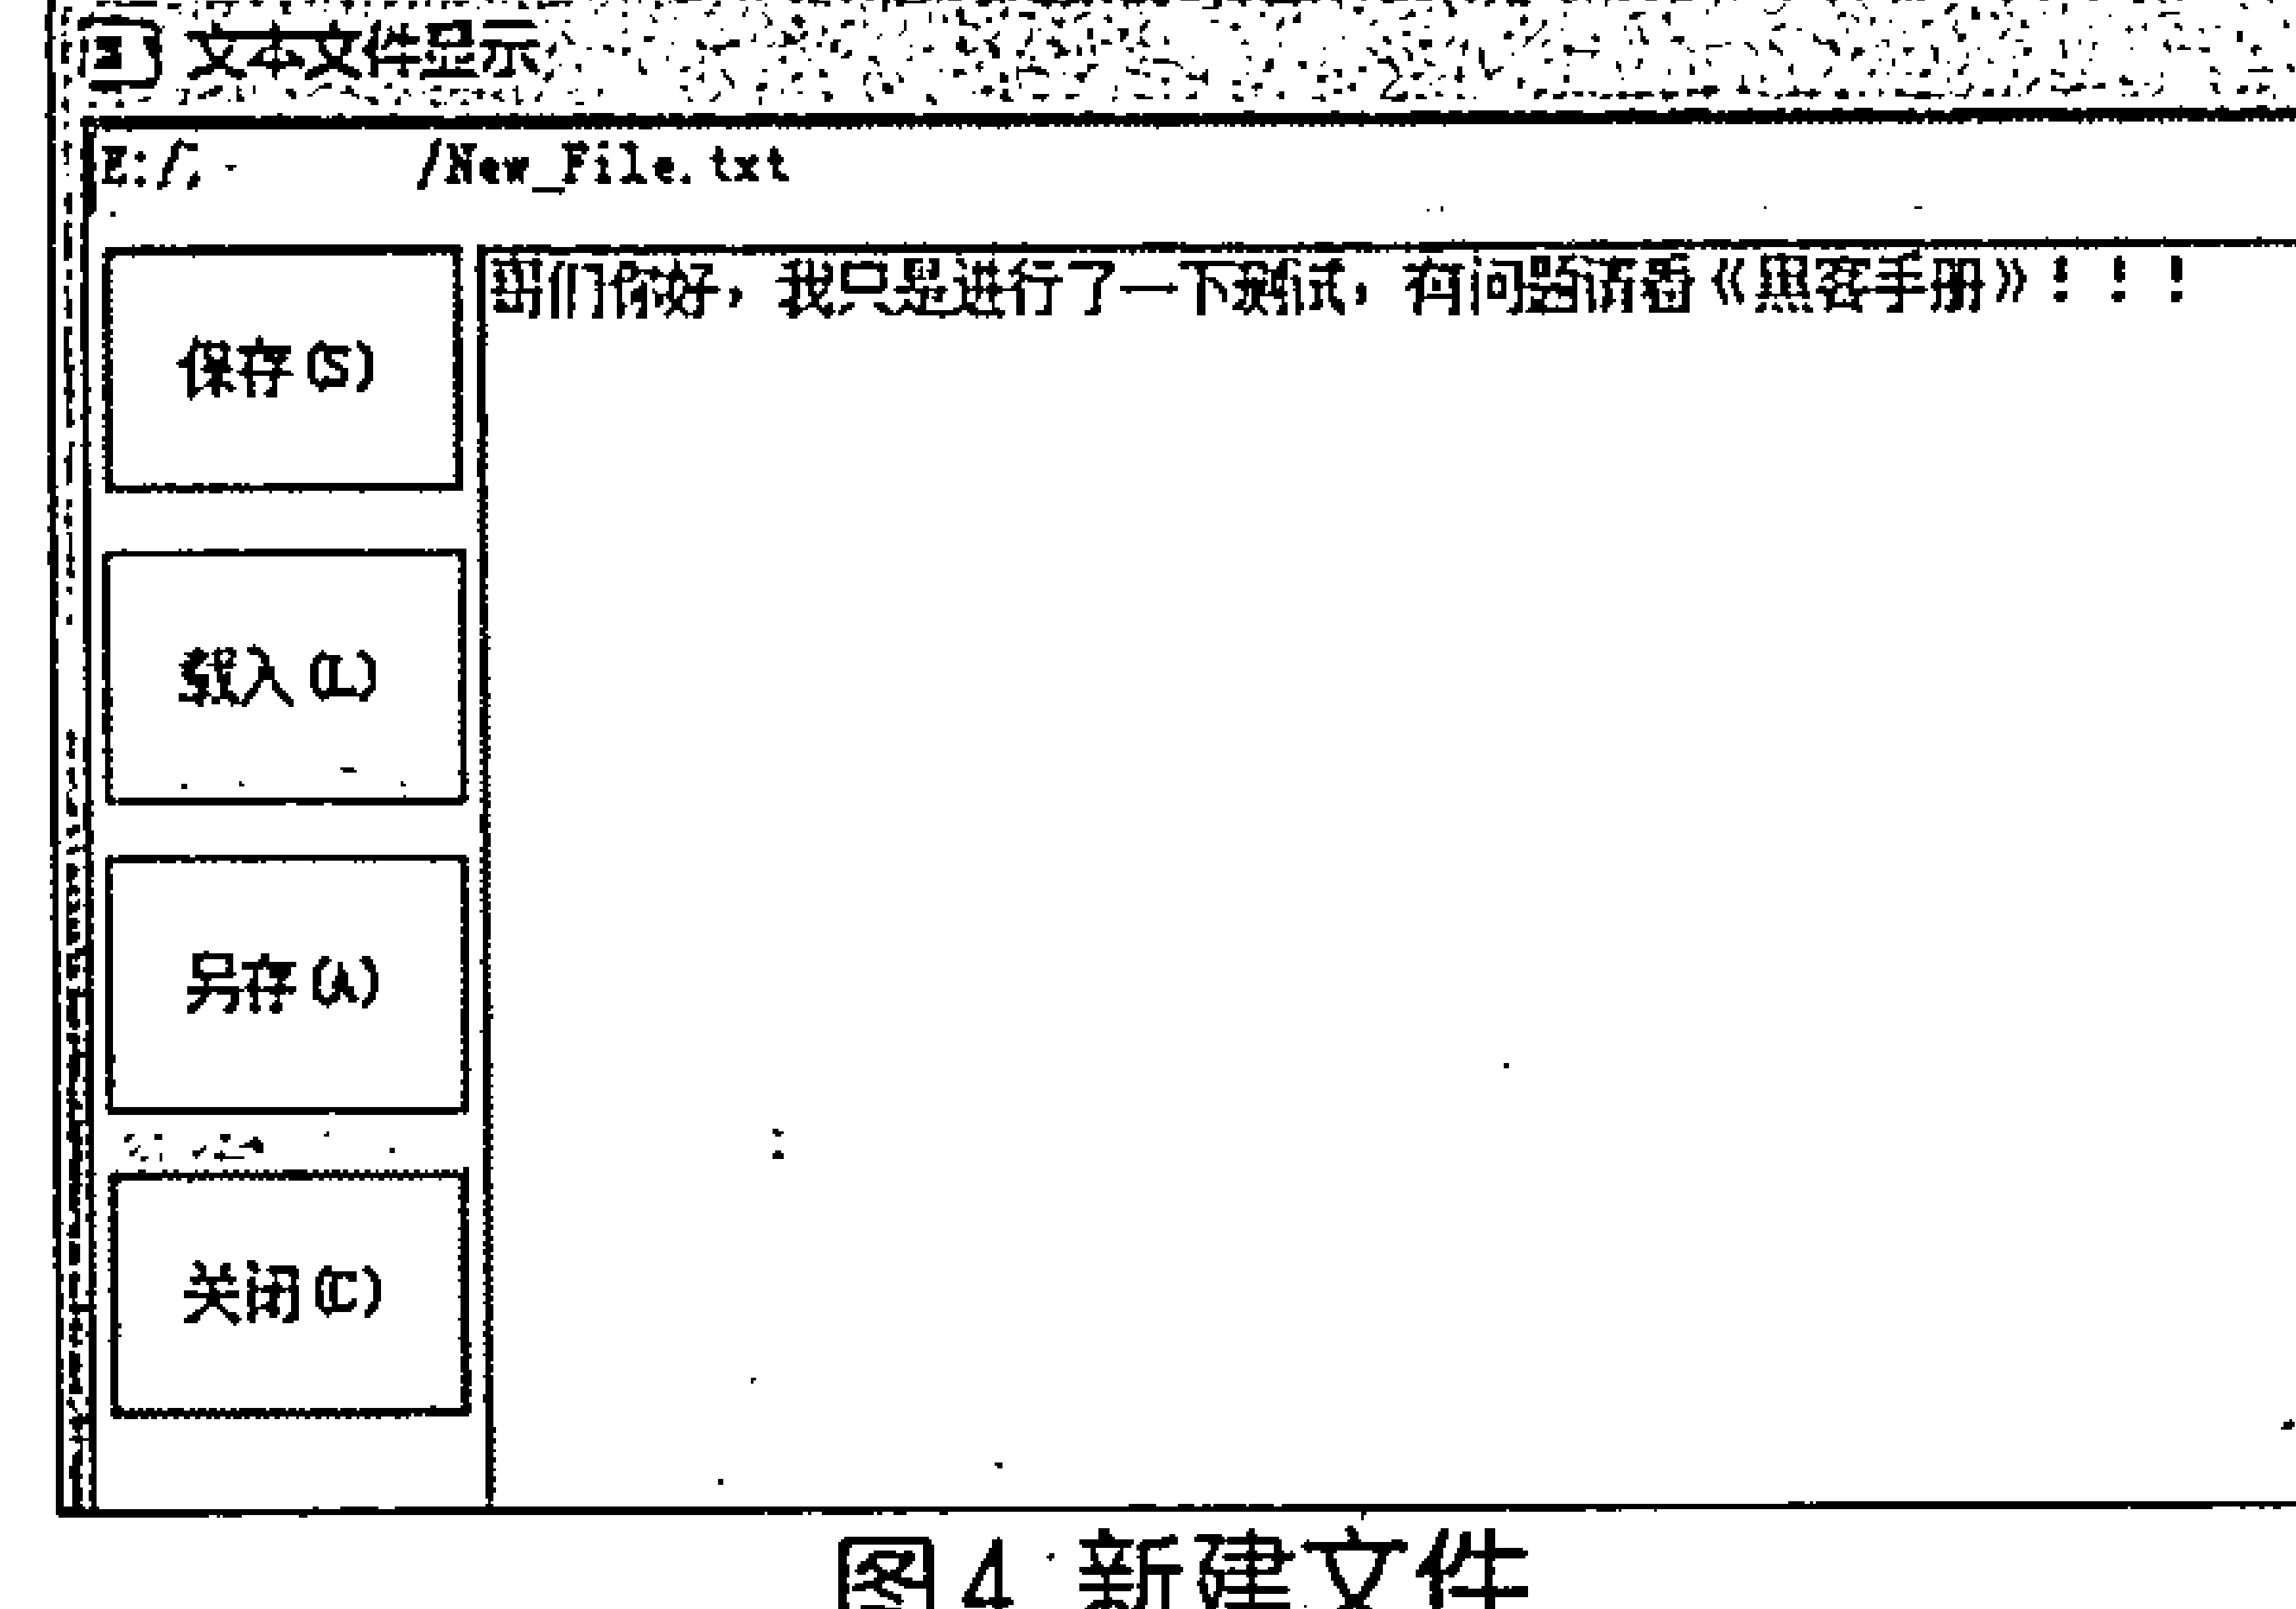 文本文件显示
E:/ /New_File.txt
哥们你好，我只是进行了一下测试，有问题请看《黑客手册》！！！
保存(S)
载入(L)
另存(A)
关闭(C)
图4 新建文件